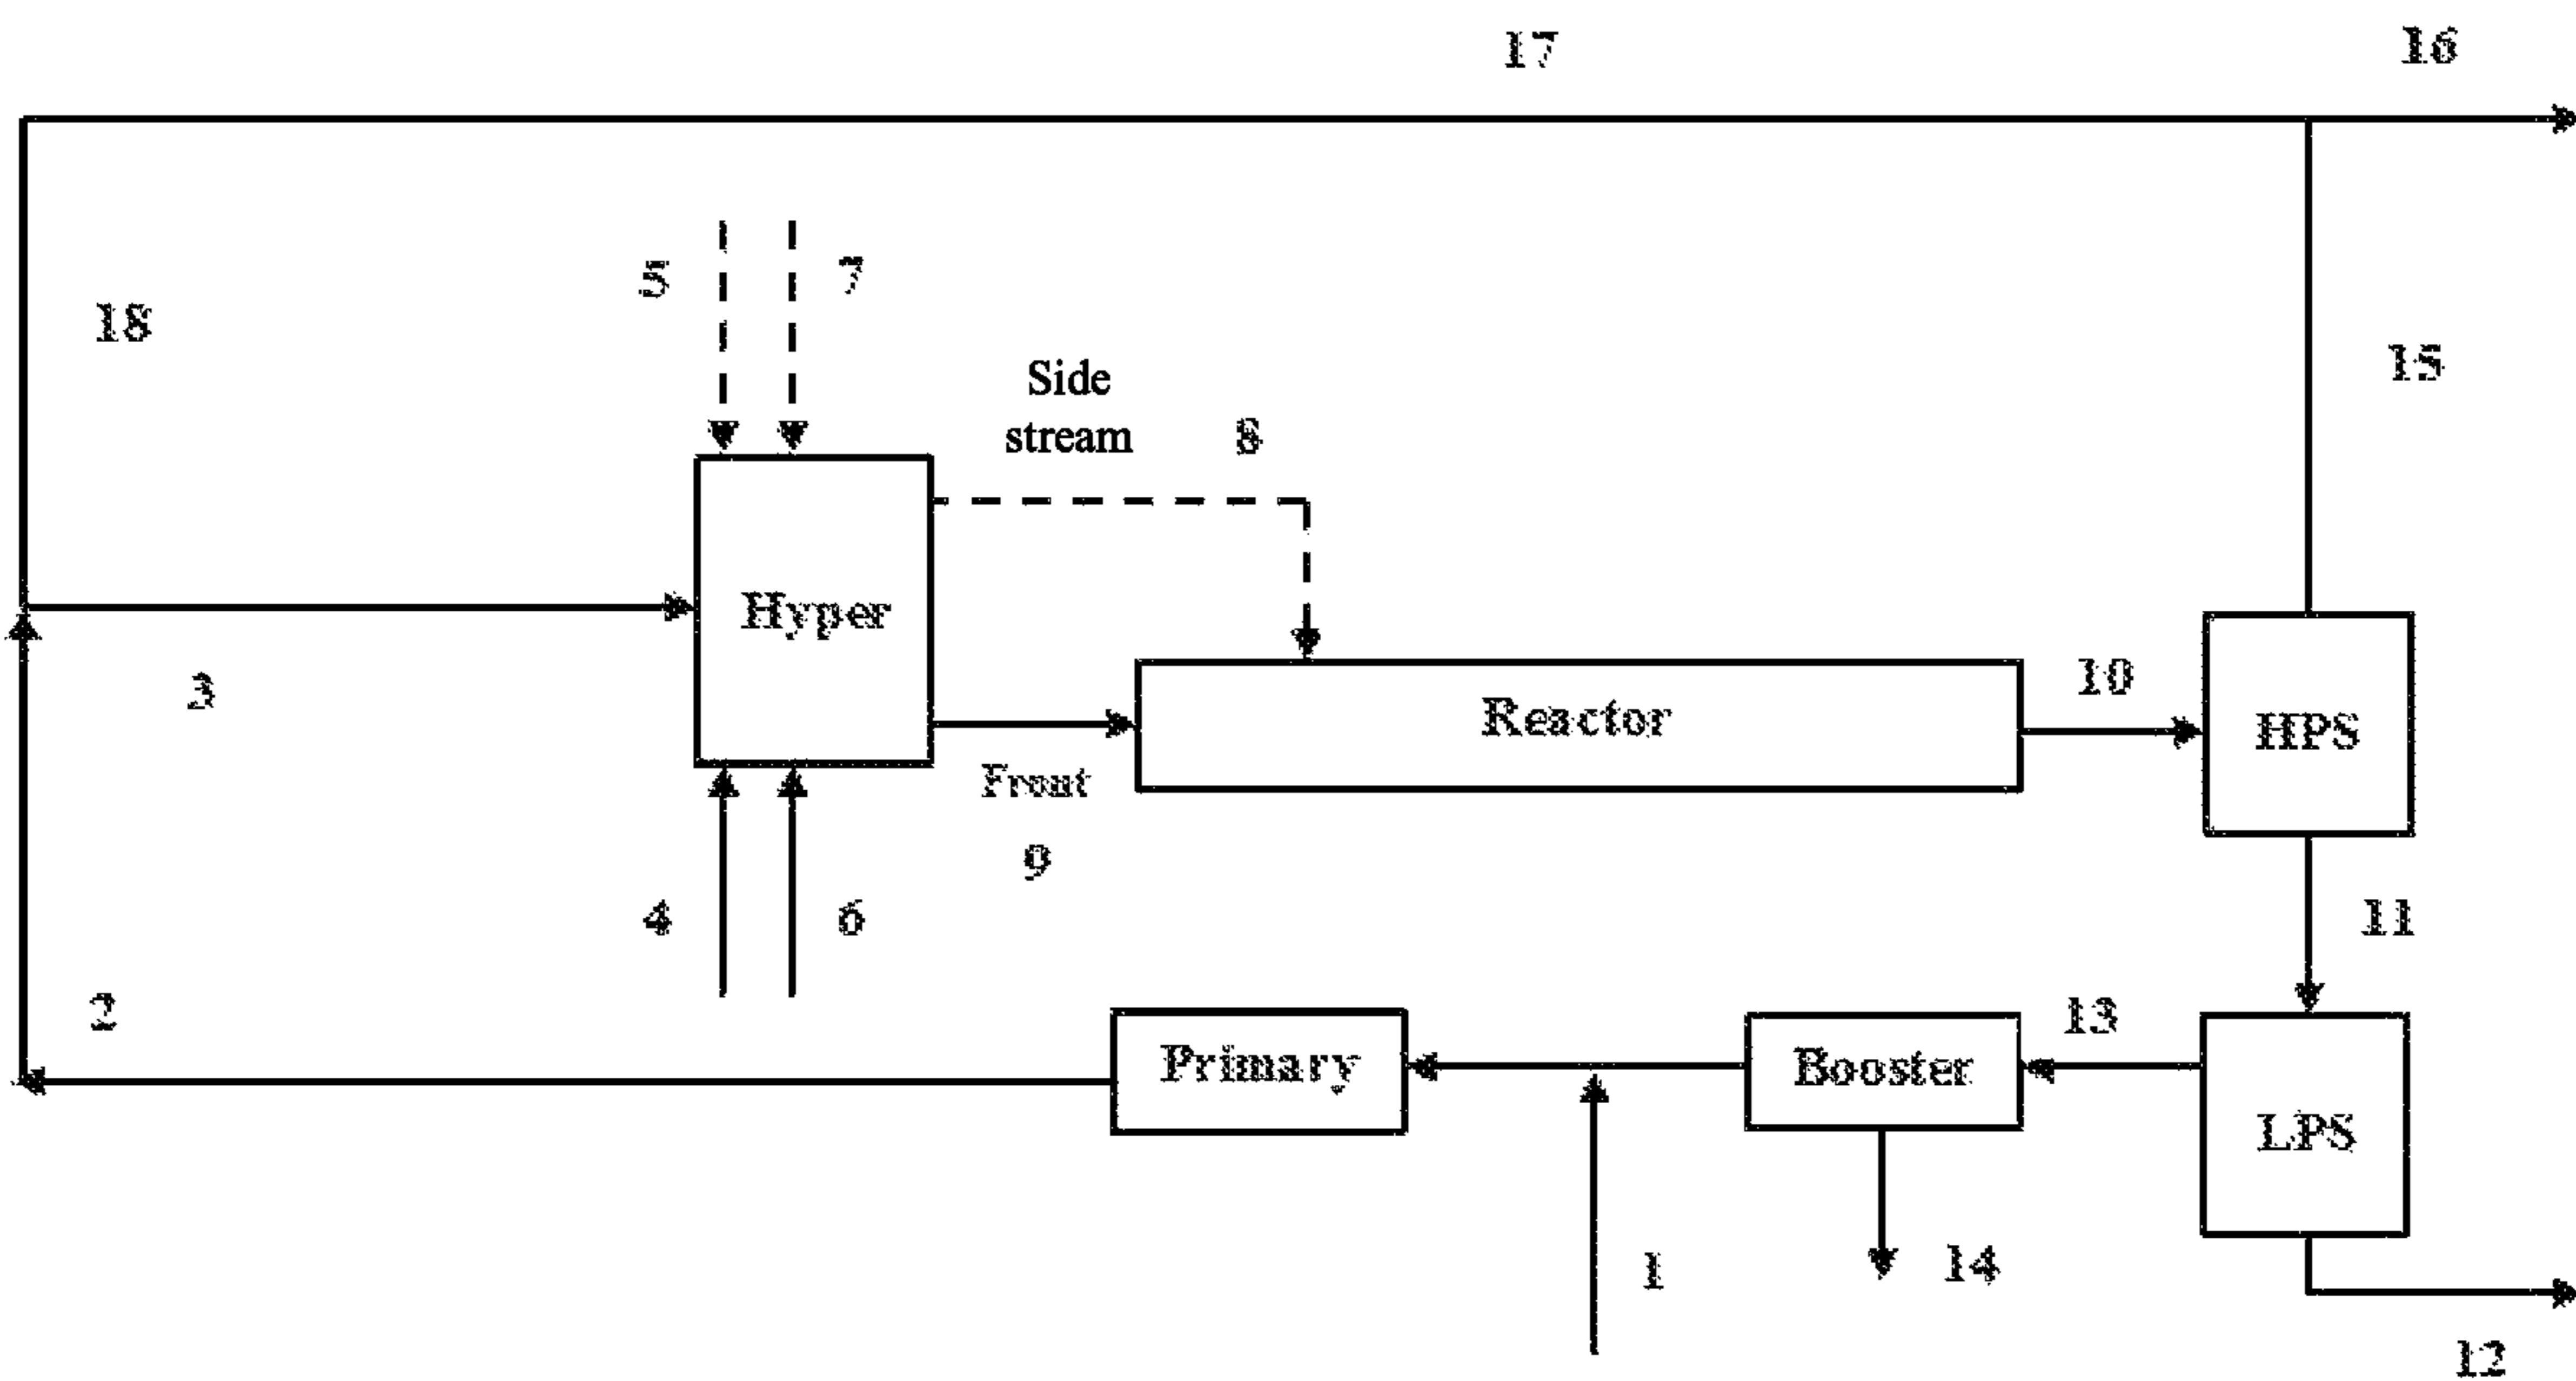 17
16
5
7
18
Side
stream
8
15
Hyper
3
Reactor
10
HPS
Front
9
4
6
11
2
Primary
Booster
13
LPS
1
14
12